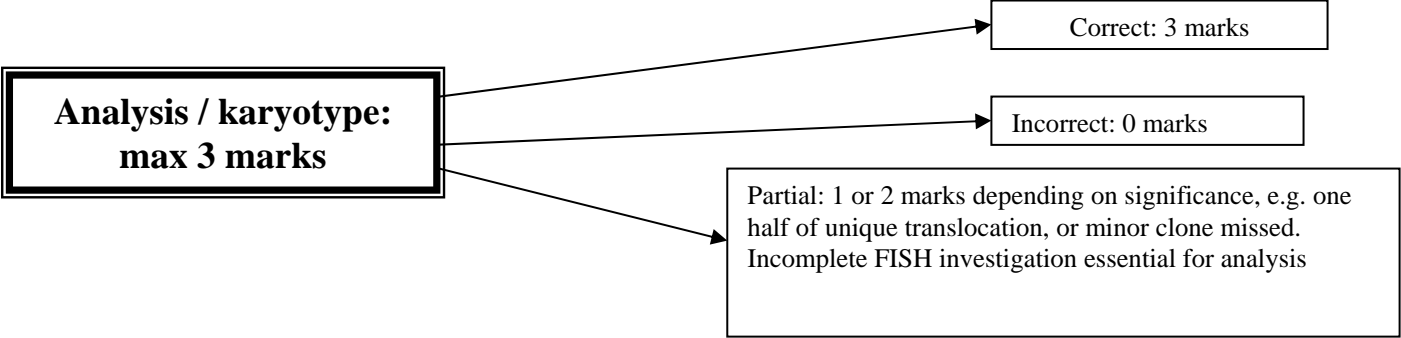 Correct: 3 marks
Analysis / karyotype:
max 3 marks
Incorrect: 0 marks
Partial: 1 or 2 marks depending on significance, e.g. one
half of unique translocation, or minor clone missed.
Incomplete FISH investigation essential for analysis